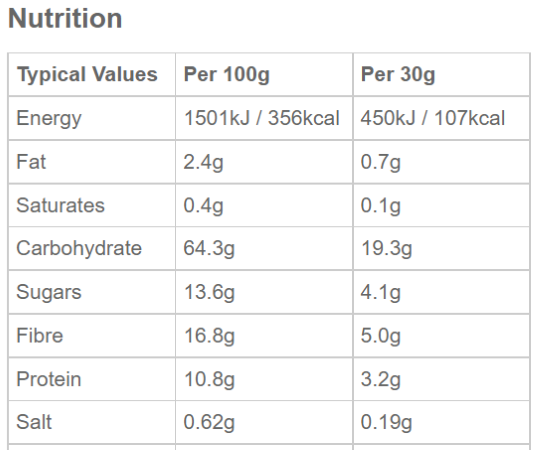 Nutrition
Typical Values Per 100g Per 30g
Energy 1501kJ / 356kcal 450kJ / 107kcal
Fat 2.4g 0.7g
Saturates 0.4g 0.1g
Carbohydrate 64.3g 19.3g
Sugars 13.6g 4.1g
Fibre 16.8g 5.0g
Protein 10.8g 3.2g
Salt 0.62g 0.19g